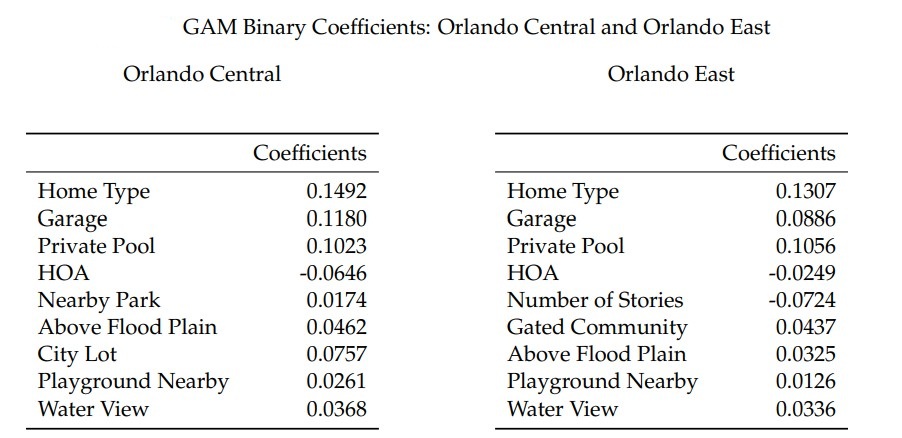 GAM Binary Coefficients: Orlando Central and Orlando East
Orlando Central
Coefficients
Home Type 0.1492
Garage 0.1180
Private Pool 0.1023
HOA -0.0646
Nearby Park 0.0174
Above Flood Plain 0.0462
City Lot 0.0757
Playground Nearby 0.0261
Water View 0.0368
Orlando East
Coefficients
Home Type 0.1307
Garage 0.0886
Private Pool 0.1056
HOA -0.0249
Number of Stories -0.0724
Gated Community 0.0437
Above Flood Plain 0.0325
Playground Nearby 0.0126
Water View 0.0336